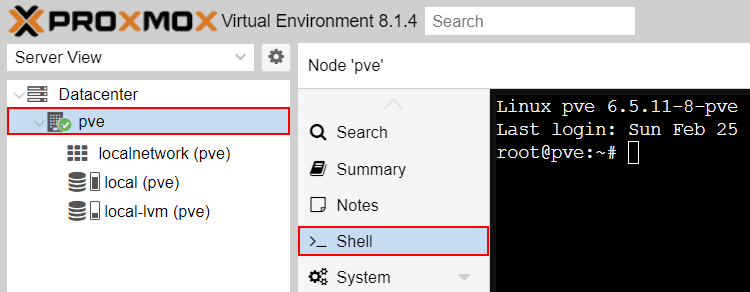 PROXMOX Virtual Environment 8.1.4 Search
Server View
Datacenter
pve
localnetwork (pve)
local (pve)
local-lvm (pve)
Node 'pve'
Search
Summary
Notes
Shell
System
Linux pve 6.5.11-8-pve
Last login: Sun Feb 25
root@pve:~#